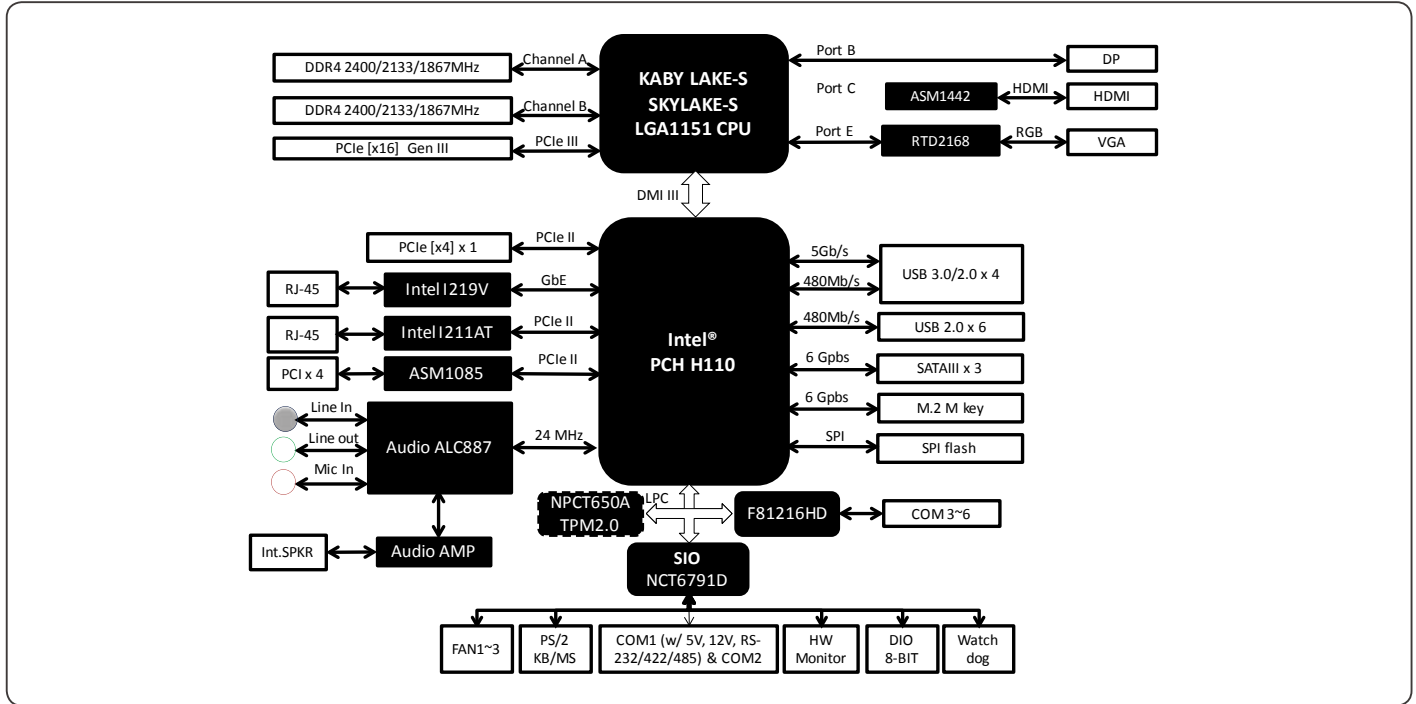 DDR4 2400/2133/1867MHz
Channel A
DDR4 2400/2133/1867MHz
Channel B
PCIe [x16] Gen III
PCIe III
KABY LAKE-S
SKYLAKE-S
LGA1151 CPU
Port B
DP
Port C
ASM1442
HDMI
HDMI
Port E
RTD2168
RGB
VGA
DMI III
PCIe [x4] x 1
PCIe II
RJ-45
Intel I219V
GbE
RJ-45
Intel I211AT
PCIe II
PCI x 4
ASM1085
PCIe II
Line In
Line out
Mic In
Audio ALC887
24 MHz
Int.SPKR
Audio AMP
Intel®
PCH H110
5Gb/s
480Mb/s
USB 3.0/2.0 x 4
480Mb/s
USB 2.0 x 6
6 Gpbs
SATAIII x 3
6 Gpbs
M.2 M key
SPI
SPI flash
NPCT650A
TPM2.0
LPC
F81216HD
COM 3~6
SIO
NCT6791D
FAN1~3
PS/2
KB/MS
COM1 (w/ 5V, 12V, RS-
232/422/485) & COM2
HW
Monitor
DIO
8-BIT
Watch
dog